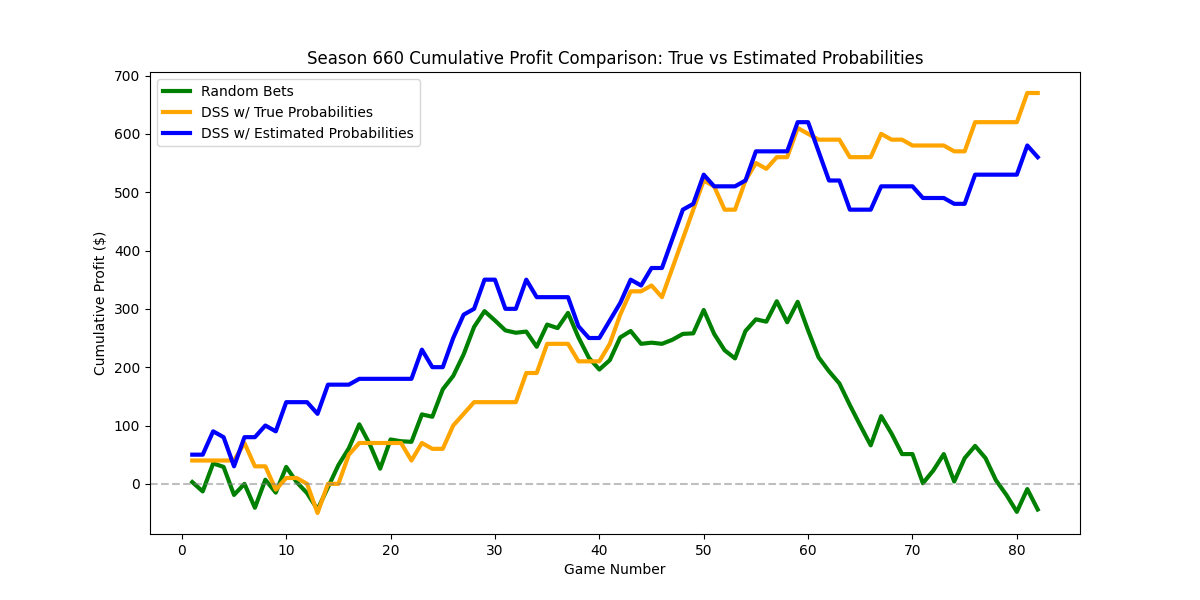 Season 660 Cumulative Profit Comparison: True vs Estimated Probabilities
Random Bets
DSS w/ True Probabilities
DSS w/ Estimated Probabilities
Cumulative Profit ($)
700
600
500
400
300
200
100
0
0 10 20 30 40 50 60 70 80
Game Number